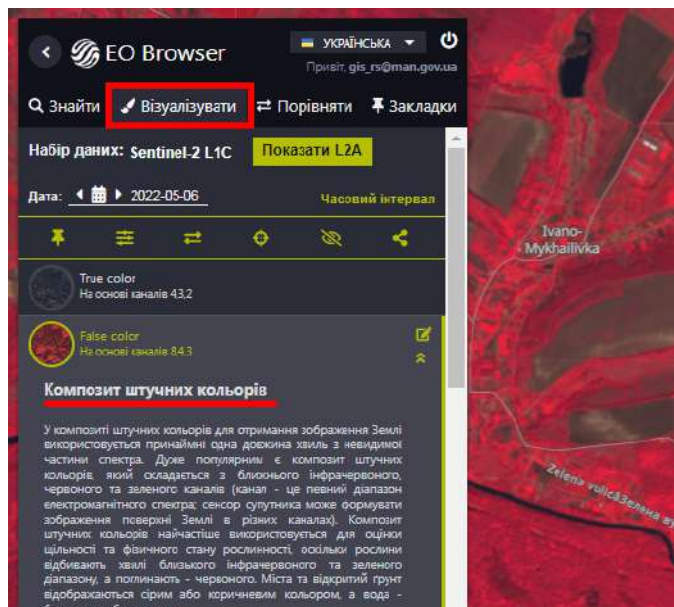 EO Browser
УКРАЇНСЬКА
Привіт, gis_rs@man.gov.ua
Знайти Візуалізувати Порівняти Закладки
Набір даних: Sentinel-2 L1C Показати L2A
Дата: 2022-05-06 Часовий інтервал
True color
На основі каналів 4,3,2
False color
На основі каналів 8,4,3
Композит штучних кольорів
У композиті штучних кольорів для отримання зображення Землі
використовується принаймні одна довжина хвиль з невидимої
частини спектра. Дуже популярним є композит штучних
кольорів, який складається з ближнього інфрачервоного,
червоного та зеленого каналів (канал - це певний діапазон
електромагнітного спектра; сенсор супутника може формувати
зображення поверхні Землі в різних каналах). Композит
штучних кольорів найчастіше використовується для оцінки
щільності та фізичного стану рослинності, оскільки рослини
відбивають хвилі близького інфрачервоного та зеленого
діапазону, а поглинають - червоного. Міста та відкритий ґрунт
відображаються сірим або коричневим кольором, а вода -
Ivano-
Mykhailivka
Zelena vulicâЗелена ву